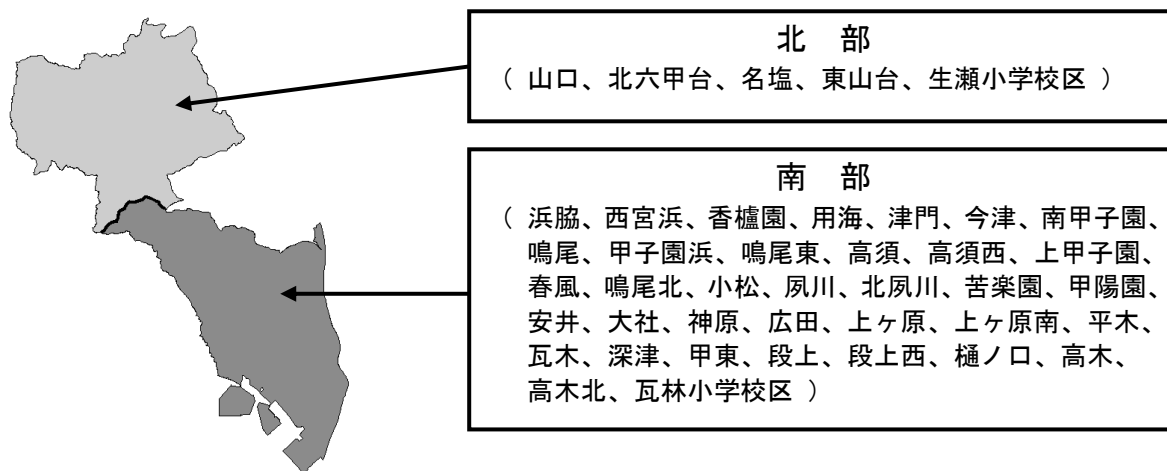 北 部
( 山口、北六甲台、名塩、東山台、生瀬小学校区 )
南 部
( 浜脇、西宮浜、香櫨園、用海、津門、今津、南甲子園、
鳴尾、甲子園浜、鳴尾東、高須、高須西、上甲子園、
春風、鳴尾北、小松、夙川、北夙川、苦楽園、甲陽園、
安井、大社、神原、広田、上ヶ原、上ヶ原南、平木、
瓦木、深津、甲東、段上、段上西、樋ノ口、高木、
高木北、瓦林小学校区 )